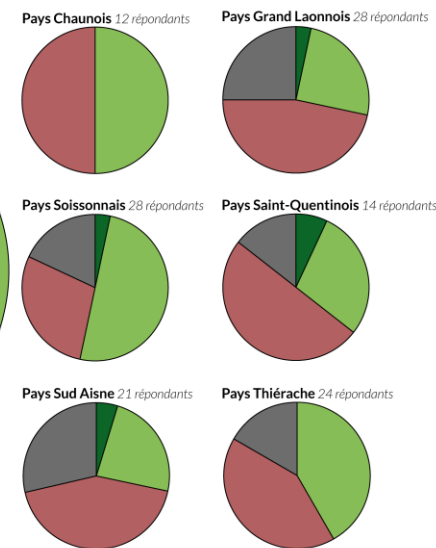 Pays Chaunois 12 répondants
Pays Grand Laonnois 28 répondants
Pays Soissonnais 28 répondants
Pays Saint-Quentinois 14 répondants
Pays Sud Aisne 21 répondants
Pays Thiérache 24 répondants